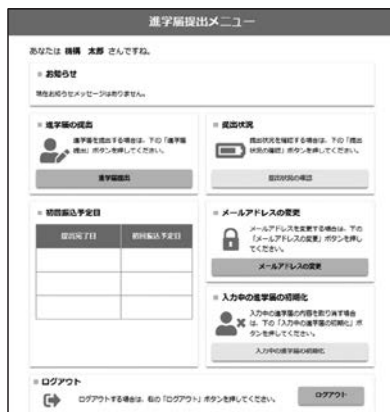 進学届提出メニュー
あなたは 機構 太郎 さんですね。
お知らせ
現在お知らせメッセージはありません。
進学届の提出
進学届を提出する場合は、下の「進学届
提出」ボタンを押してください。
進学届提出
提出状況
提出状況を確認する場合は、下の「提出
状況の確認」ボタンを押してください。
提出状況の確認
初回振込予定日
提出完了日 初回振込予定日
メールアドレスの変更
メールアドレスを変更する場合は、下の
「メールアドレスの変更」ボタンを押し
てください。
メールアドレスの変更
入力中の進学届の初期化
入力中の進学届の内容を取り消す場合
は、下の「入力中の進学届の初期化」ボ
タンを押してください。
入力中の進学届の初期化
ログアウト
ログアウトする場合は、右の「ログアウト」ボタンを押してください。
ログアウト